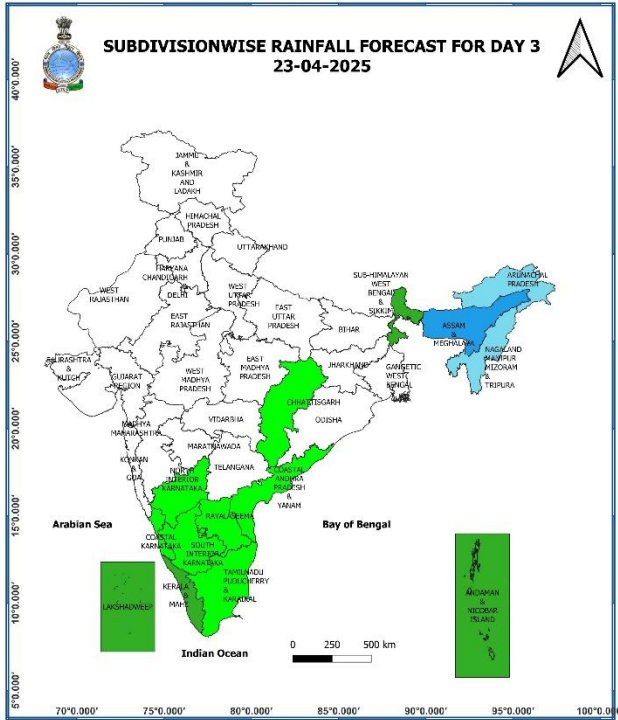 SUBDIVISIONWISE RAINFALL FORECAST FOR DAY 3
23-04-2025
40°0.000'
35°0.000'
30°0.000'
25°0.000'
20°0.000'
15°0.000'
10°0.000'
5°0.000'
JAMMU
&
KASHMIR
AND
LADAKH
HIMACHAL
PRADESH
PUNJAB
UTTARAKHAND
HARYANA
CHANDIGARH
&
DELHI
WEST
RAJASTHAN
WEST
UTTAR
PRADESH
EAST
RAJASTHAN
EAST
UTTAR
PRADESH
SUB-HIMALAYAN
WEST
BENGAL
&
SIKKIM
ARUNACHAL
PRADESH
ASSAM
&
MEGHALAYA
NAGALAND
MANIPUR
MIZORAM
&
TRIPURA
BIHAR
SAURASHTRA
&
KUTCH
GUJARAT
REGION
WEST
MADHYA
PRADESH
EAST
MADHYA
PRADESH
JHARKHAND
GANGETIC
WEST
BENGAL
CHHATTISGARH
ODISHA
VIDARBHA
MADHYA
MAHARASHTRA
MARATHWADA
KONKAN
&
GOA
TELANGANA
NORTH
INTERIOR
KARNATAKA
COASTAL
ANDHRA
PRADESH
&
YANAM
RAYALASEEMA
Arabian Sea
Bay of Bengal
COASTAL
KARNATAKA
SOUTH
INTERIOR
KARNATAKA
TAMILNADU
PUDUCHERRY
&
KARAIKAL
KERALA
&
MAHE
LAKSHADWEEP
ANDAMAN
&
NICOBAR
ISLAND
0 250 500 km
Indian Ocean
70°0.000' 75°0.000' 80°0.000' 85°0.000' 90°0.000' 95°0.000' 100°0.00